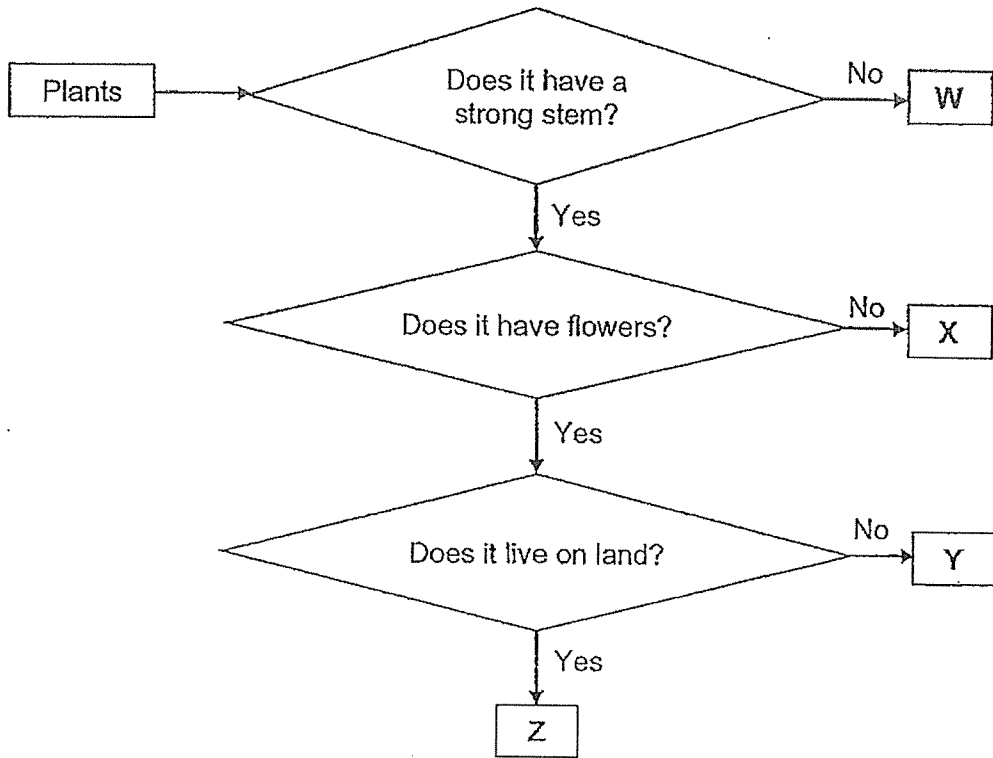 Plants
Does it have a
strong stem?
No
W
Yes
Does it have flowers?
No
X
Yes
Does it live on land?
No
Y
Yes
Z